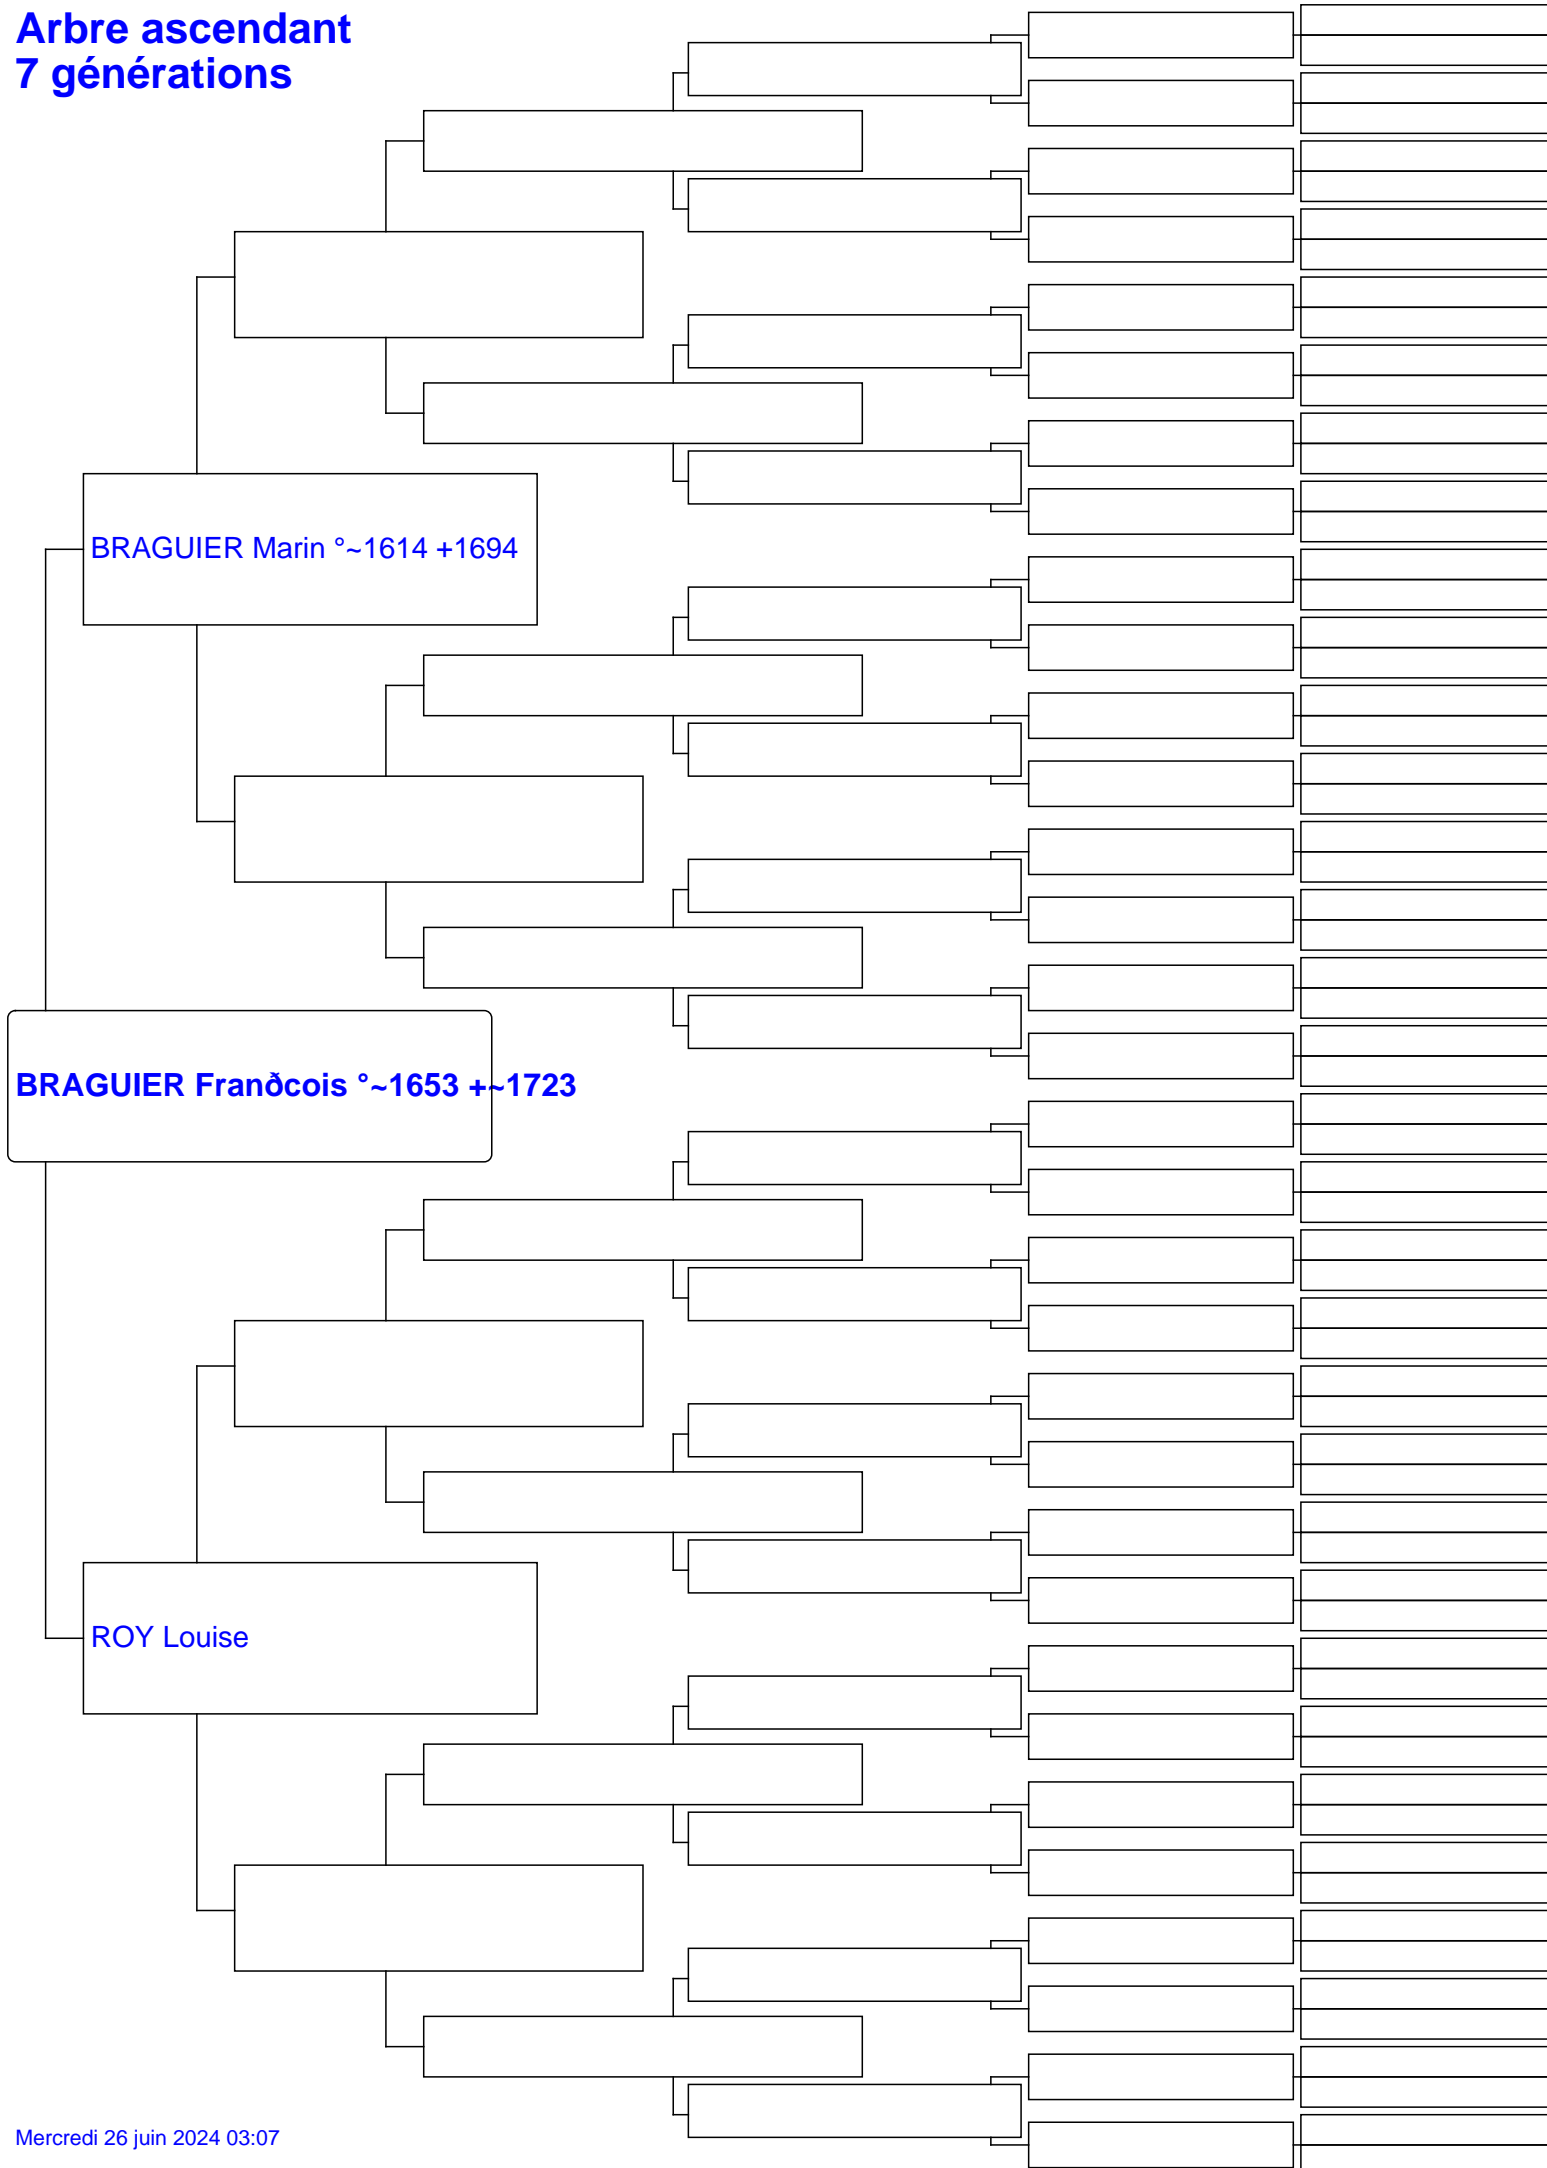 Arbre ascendant
7 générations
BRAGUIER Marin °~1614 +1694
BRAGUIER Franðcois °~1653 +~1723
ROY Louise
Mercredi 26 juin 2024 03:07